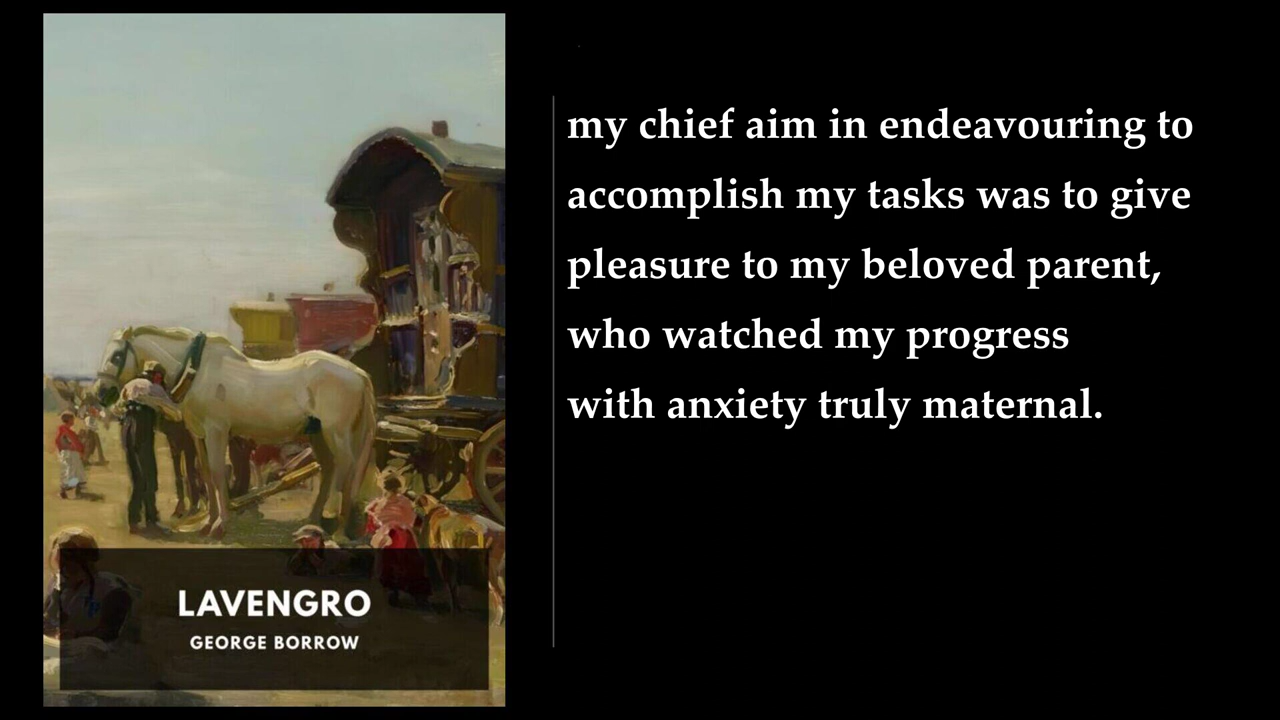 LAVENGRO
GEORGE BORROW
my chief aim in endeavouring to
accomplish my tasks was to give
pleasure to my beloved parent,
who watched my progress
with anxiety truly maternal.